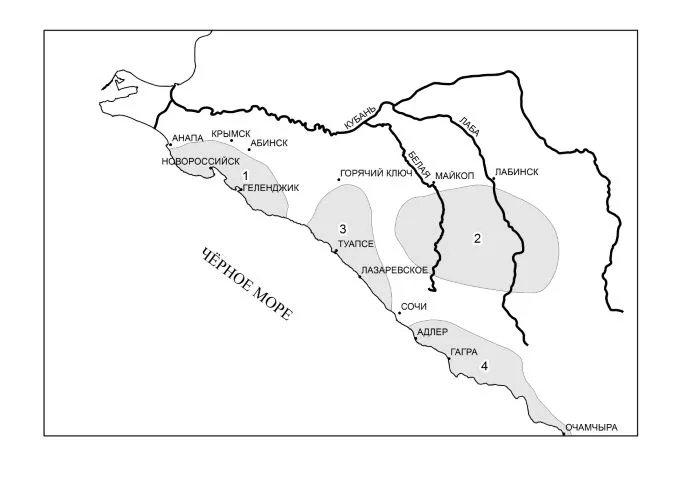 КУБАНЬ
ЛАБА
АНАПА
КРЫМСК
АБИНСК
БЕЛАЯ
НОВОРОССИЙСК
1
ГЕЛЕНДЖИК
ГОРЯЧИЙ КЛЮЧ
МАЙКОП
ЛАБИНСК
3
2
ТУАПСЕ
ЧЁРНОЕ МОРЕ
ЛАЗАРЕВСКОЕ
СОЧИ
АДЛЕР
ГАГРА
4
ОЧАМЧЫРА